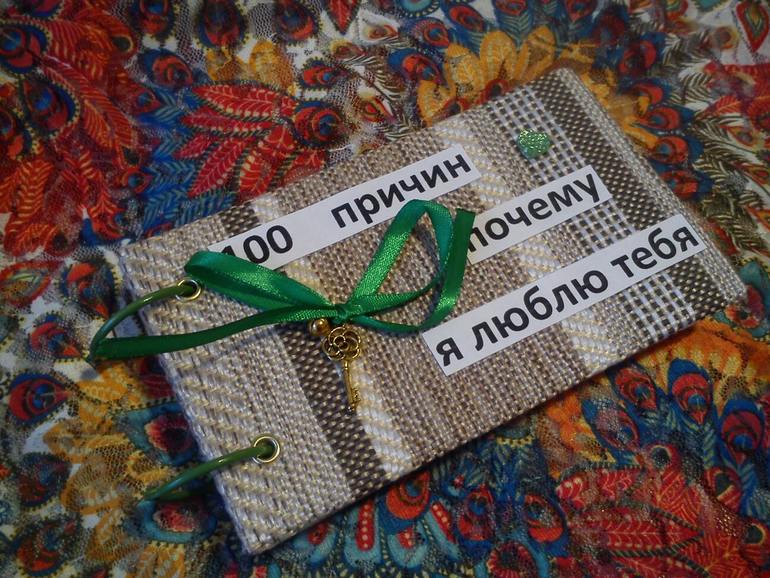 100 причин
почему
я люблю тебя